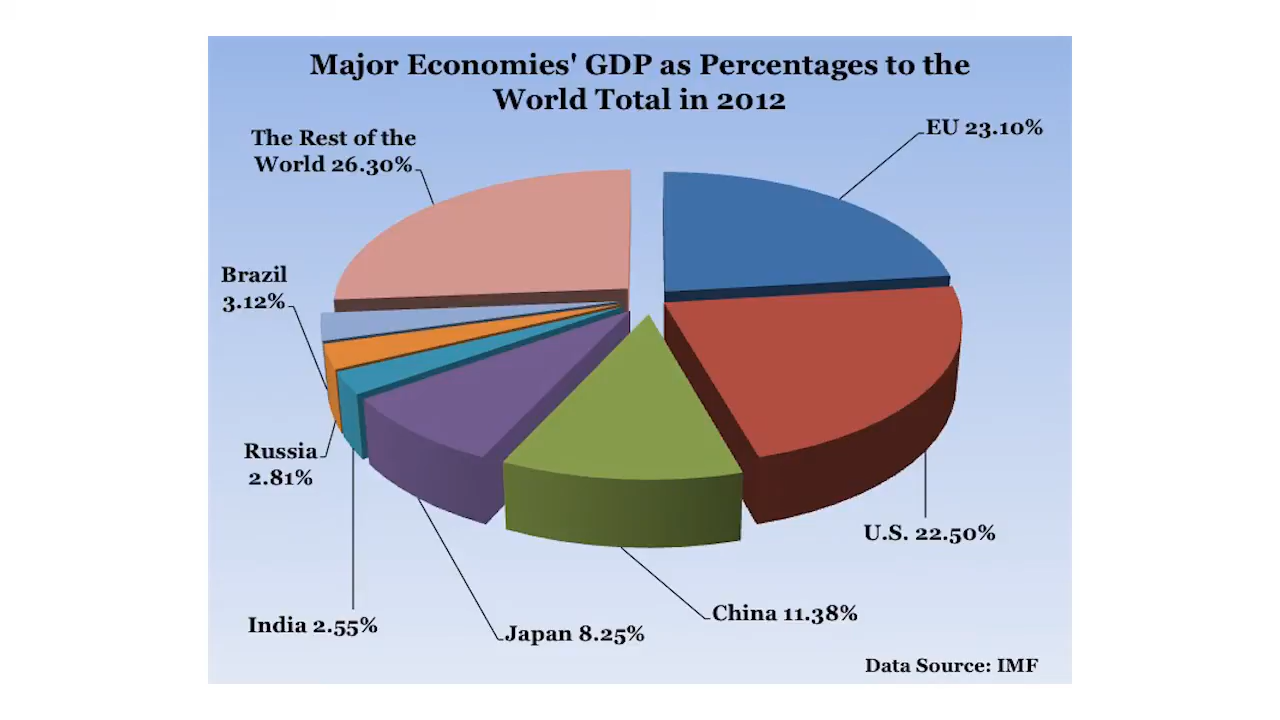 Major Economies' GDP as Percentages to the
World Total in 2012
EU 23.10%
The Rest of the
World 26.30%
Brazil
3.12%
Russia
2.81%
U.S. 22.50%
China 11.38%
India 2.55%
Japan 8.25%
Data Source: IMF